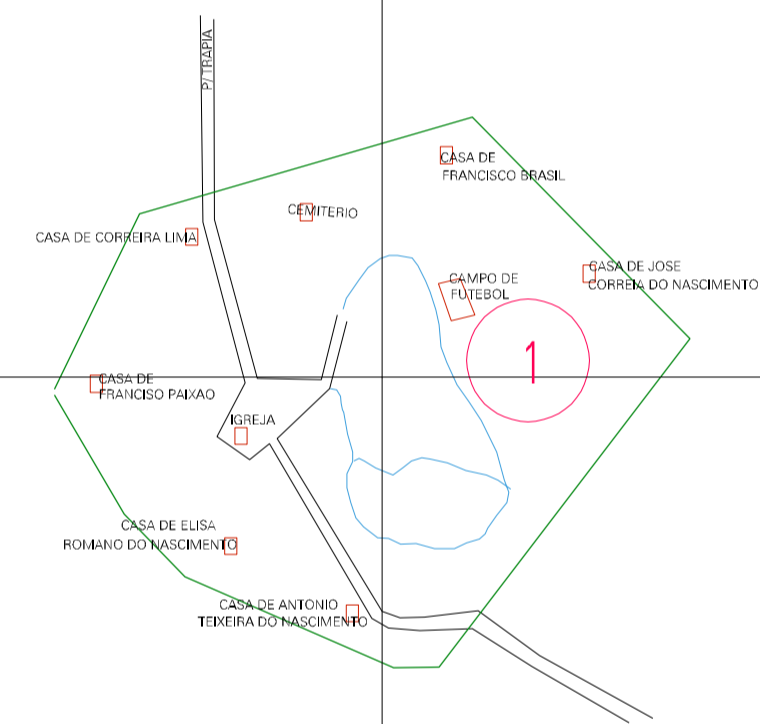 P/ TRAPIA
CASA DE
FRANCISCO BRASIL
CEMITERIO
CASA DE CORREIRA LIMA
CASA DE JOSE
CORREIA DO NASCIMENTO
CAMPO DE
FUTEBOL
1
CASA DE
FRANCISO PAIXAO
IGREJA
CASA DE ELISA
ROMANO DO NASCIMENTO
CASA DE ANTONIO
TEIXEIRA DO NASCIMENTO